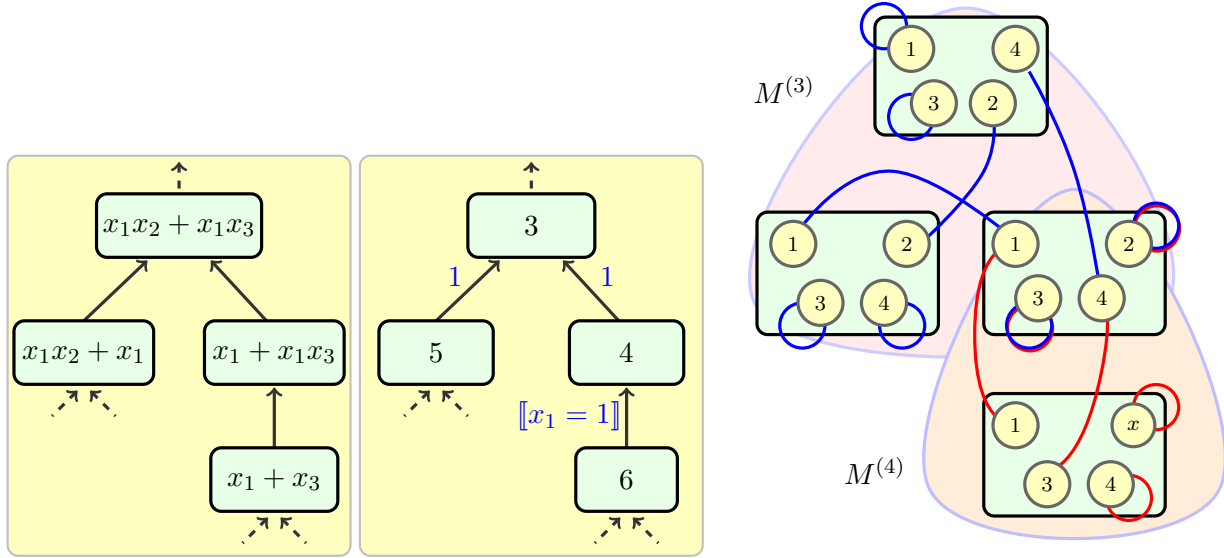 x₁x₂ + x₁x₃
x₁x₂ + x₁
x₁ + x₁x₃
x₁ + x₃
3
1
1
5
4
⟦x₁ = 1⟧
6
M⁽³⁾
1
4
3
2
1
2
3
4
1
2
3
4
M⁽⁴⁾
1
x
3
4